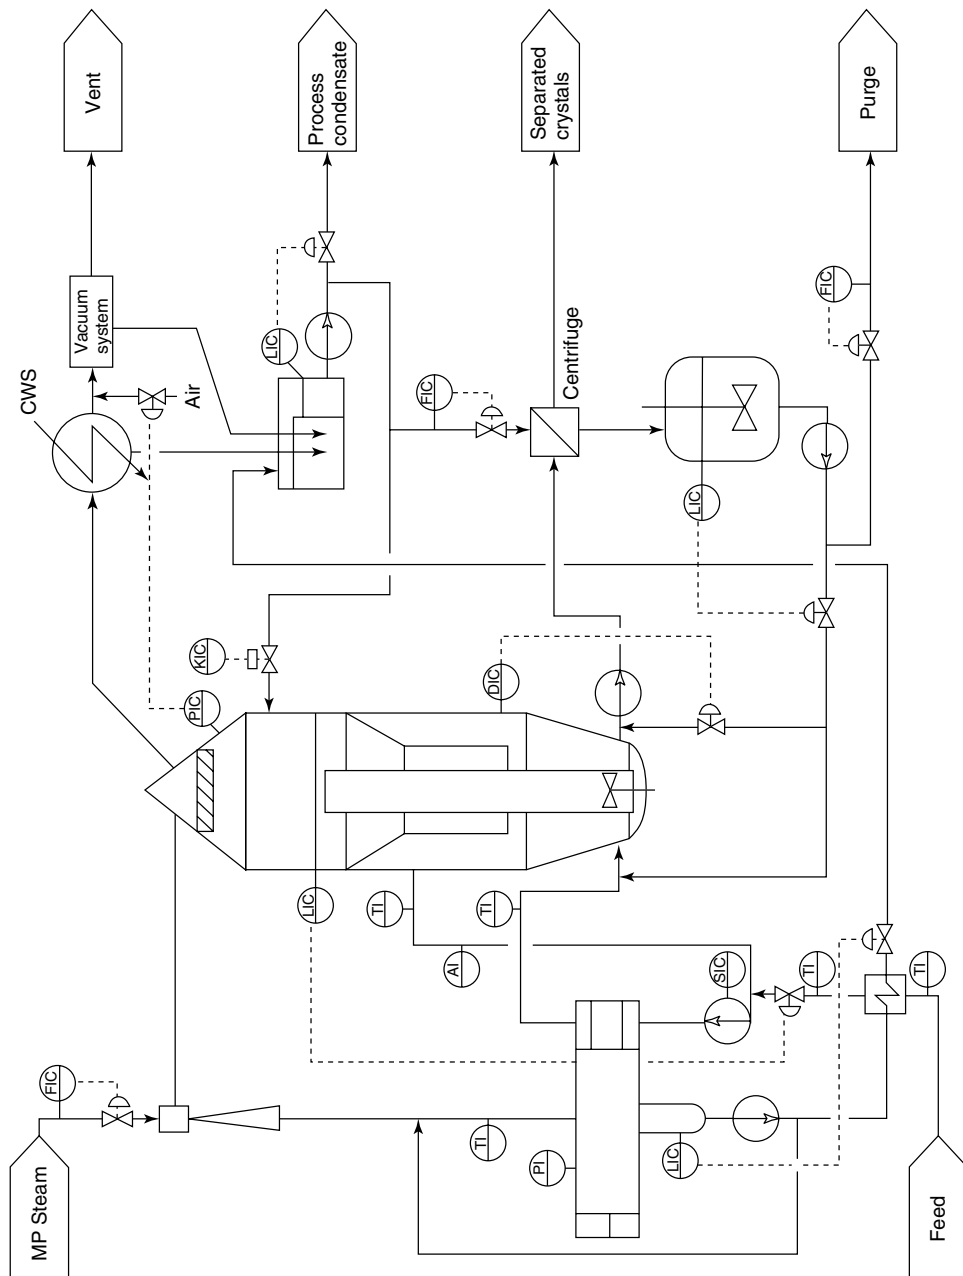 Vent
Process
condensate
Separated
crystals
Purge
Vacuum
system
CWS
Air
LIC
FIC
Centrifuge
FIC
LIC
KIC
PIC
DIC
LIC
TI
TI
AI
SIC
TI
TI
FIC
TI
PI
LIC
MP Steam
Feed